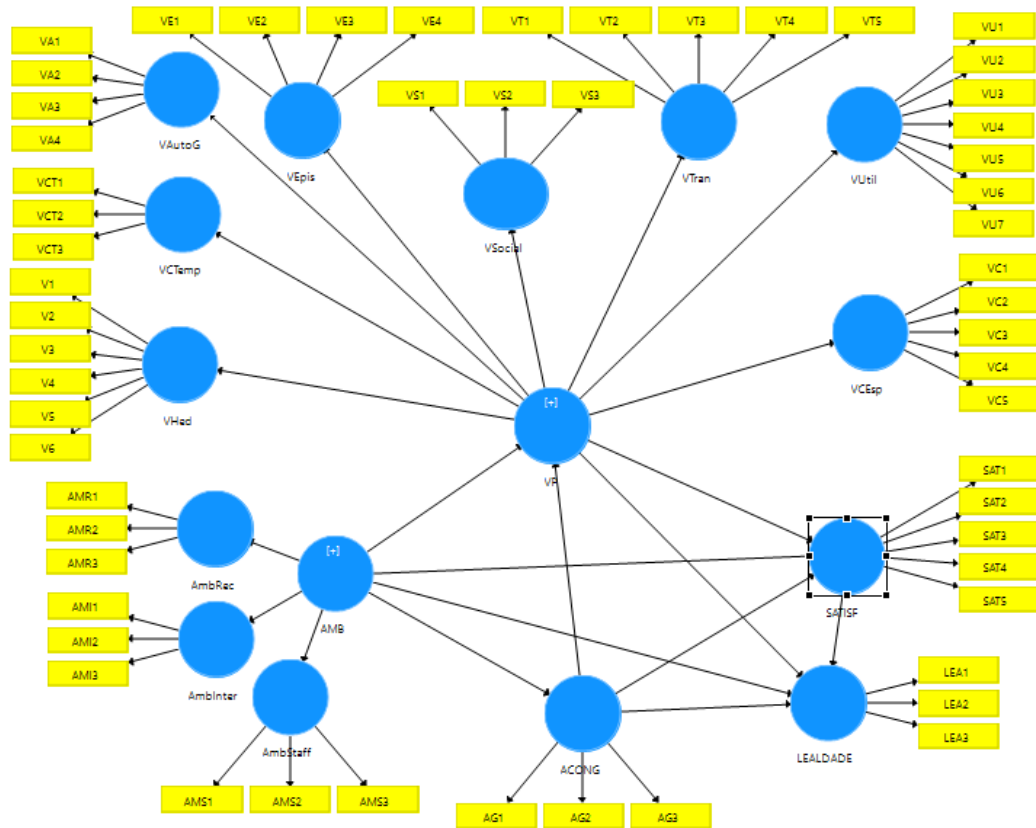 VE1
VE2
VE3
VE4
VT1
VT2
VT3
VT4
VT5
VA1
VA2
VA3
VA4
VAutoG
VEpis
VS1
VS2
VS3
VSocial
VTran
VUtil
VU1
VU2
VU3
VU4
VU5
VU6
VU7
VCT1
VCT2
VCT3
VCTemp
V1
V2
V3
V4
V5
V6
VHed
VC1
VC2
VC3
VC4
VC5
VCEsp
[+]
VP
AMR1
AMR2
AMR3
AmbRec
[+]
AMB
SAT1
SAT2
SAT3
SAT4
SAT5
SATISF
AMI1
AMI2
AMI3
AmbInter
AmbStaff
AMS1
AMS2
AMS3
ACONG
AG1
AG2
AG3
LEALDADE
LEA1
LEA2
LEA3